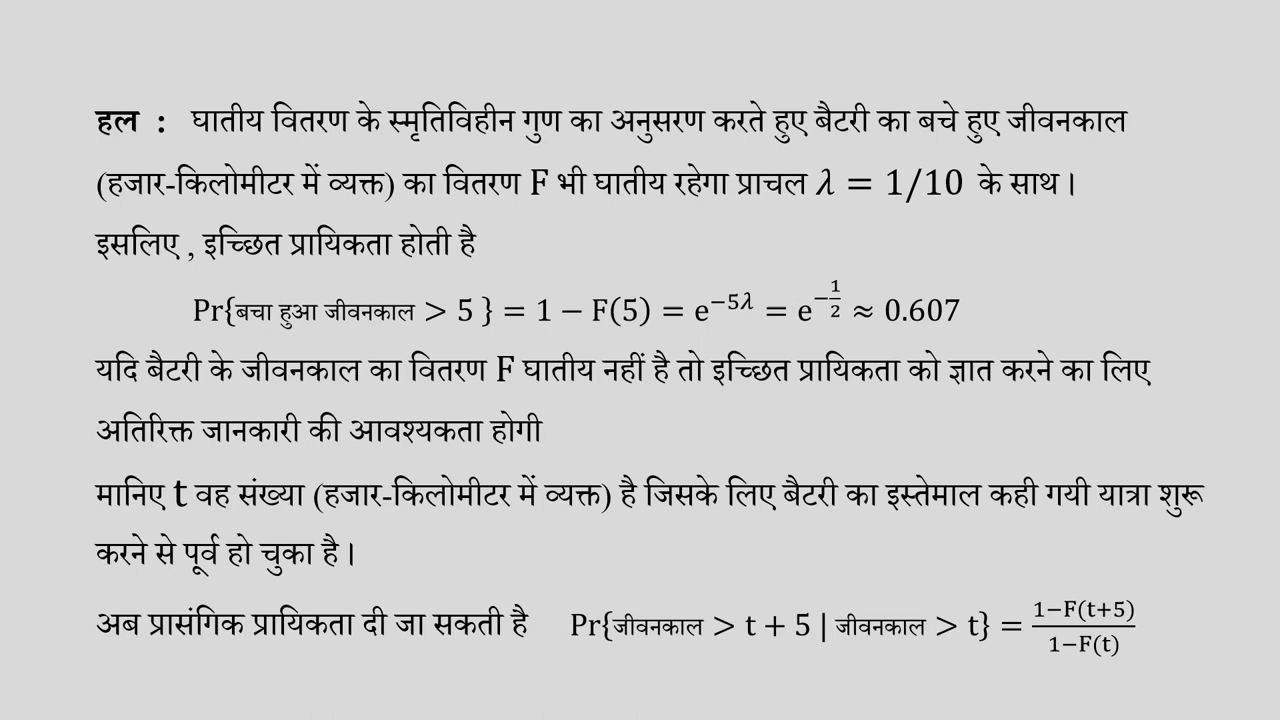 हल : घातीय वितरण के स्मृतिविहीन गुण का अनुसरण करते हुए बैटरी का बचे हुए जीवनकाल
(हजार-किलोमीटर में व्यक्त) का वितरण F भी घातीय रहेगा प्राचल λ = 1/10 के साथ।
इसलिए , इच्छित प्रायिकता होती है
Pr{बचा हुआ जीवनकाल > 5 } = 1 − F(5) = e^{−5λ} = e^{−1/2} ≈ 0.607
यदि बैटरी के जीवनकाल का वितरण F घातीय नहीं है तो इच्छित प्रायिकता को ज्ञात करने का लिए
अतिरिक्त जानकारी की आवश्यकता होगी
मानिए t वह संख्या (हजार-किलोमीटर में व्यक्त) है जिसके लिए बैटरी का इस्तेमाल कही गयी यात्रा शुरू
करने से पूर्व हो चुका है।
अब प्रासंगिक प्रायिकता दी जा सकती है Pr{जीवनकाल > t + 5 | जीवनकाल > t} = \frac{1−F(t+5)}{1−F(t)}